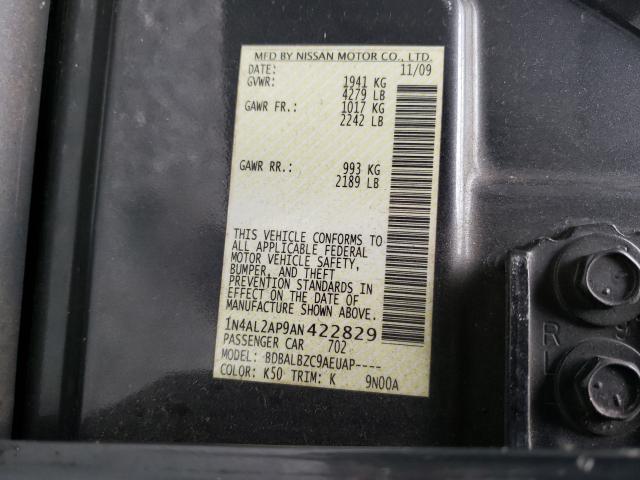 MFD BY NISSAN MOTOR CO., LTD.
DATE: 11/09
GVWR: 1941 KG
4279 LB
GAWR FR.: 1017 KG
2242 LB
GAWR RR.: 993 KG
2189 LB
THIS VEHICLE CONFORMS TO
ALL APPLICABLE FEDERAL
MOTOR VEHICLE SAFETY,
BUMPER, AND THEFT
PREVENTION STANDARDS IN
EFFECT ON THE DATE OF
MANUFACTURE SHOWN ABOVE.
1N4AL2AP9AN422829
PASSENGER CAR 702
MODEL: BDBALBZC9AEUAP----
COLOR: K50 TRIM: K 9N00A
R